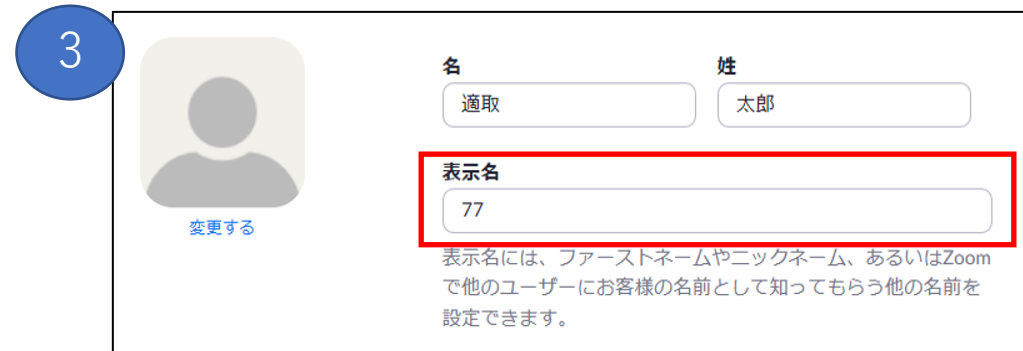 3
名
姓
適取
太郎
表示名
77
変更する
表示名には、ファーストネームやニックネーム、あるいはZoom
で他のユーザーにお客様の名前として知ってもらう他の名前を
設定できます。